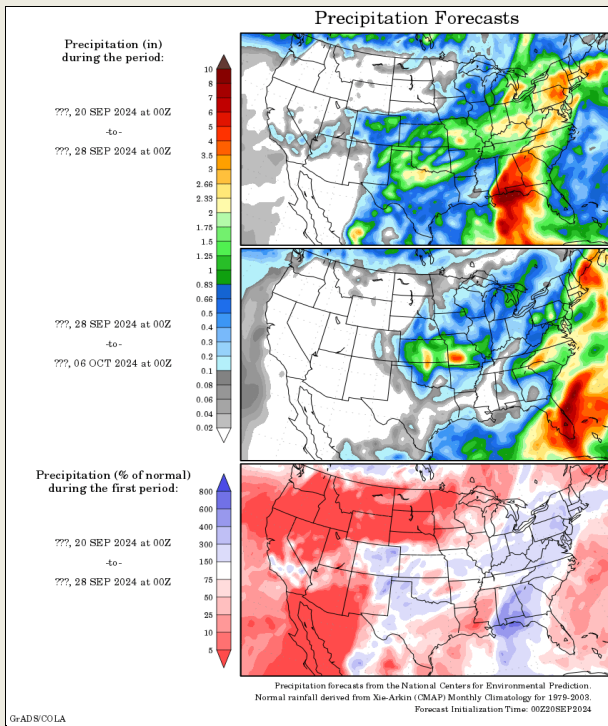 Precipitation Forecasts
Precipitation (in)
during the period:
???, 20 SEP 2024 at 00Z
-to-
???, 28 SEP 2024 at 00Z
10
8
7
6
5
4
3.5
3
2.66
2.33
2
1.75
1.5
1.25
1
0.83
0.66
0.5
0.4
0.3
0.2
0.1
0.08
0.06
0.04
0.02
???, 28 SEP 2024 at 00Z
-to-
???, 06 OCT 2024 at 00Z
Precipitation (% of normal)
during the first period:
???, 20 SEP 2024 at 00Z
-to-
???, 28 SEP 2024 at 00Z
800
600
400
300
150
75
50
25
10
5
Precipitation forecasts from the National Centers for Environmental Prediction.
Normal rainfall derived from Xie-Arkin (CMAP) Monthly Climatology for 1979-2003.
Forecast Initialization Time: 00Z20SEP2024
GrADS/COLA